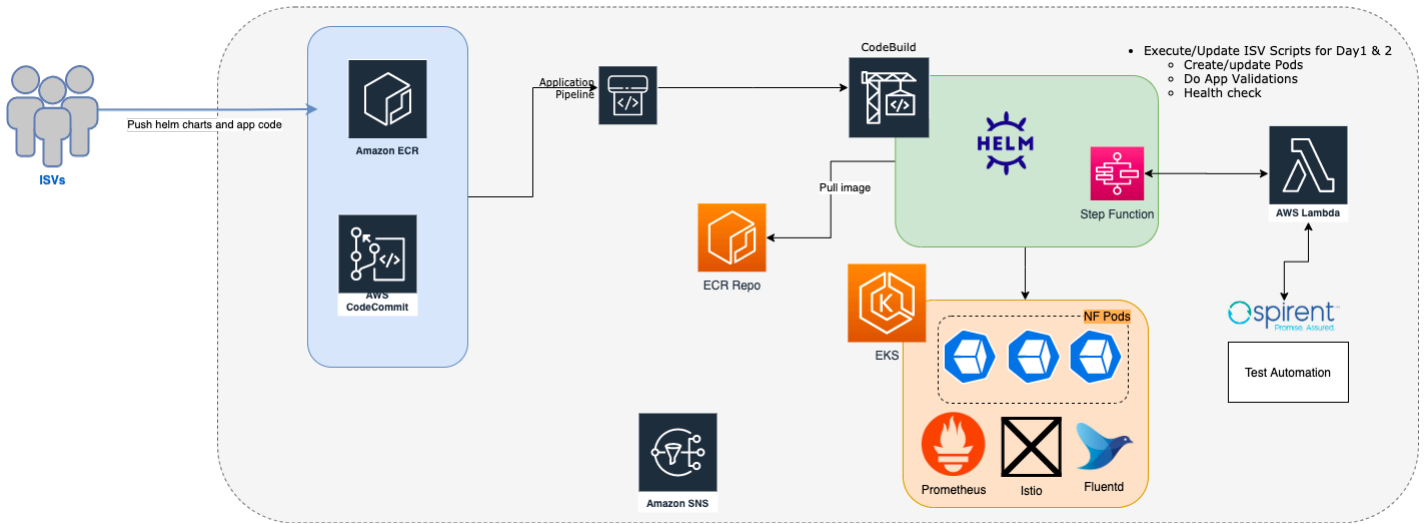 CodeBuild
Execute/Update ISV Scripts for Day1 & 2
Create/update Pods
Do App Validations
Health check
Application
Pipeline
Push helm charts and app code
Amazon ECR
ISVs
HELM
Pull image
Step Function
AWS Lambda
ECR Repo
AWS
CodeCommit
spirent™
Promise. Assured.
NF Pods
EKS
Test Automation
Prometheus
Istio
Fluentd
Amazon SNS